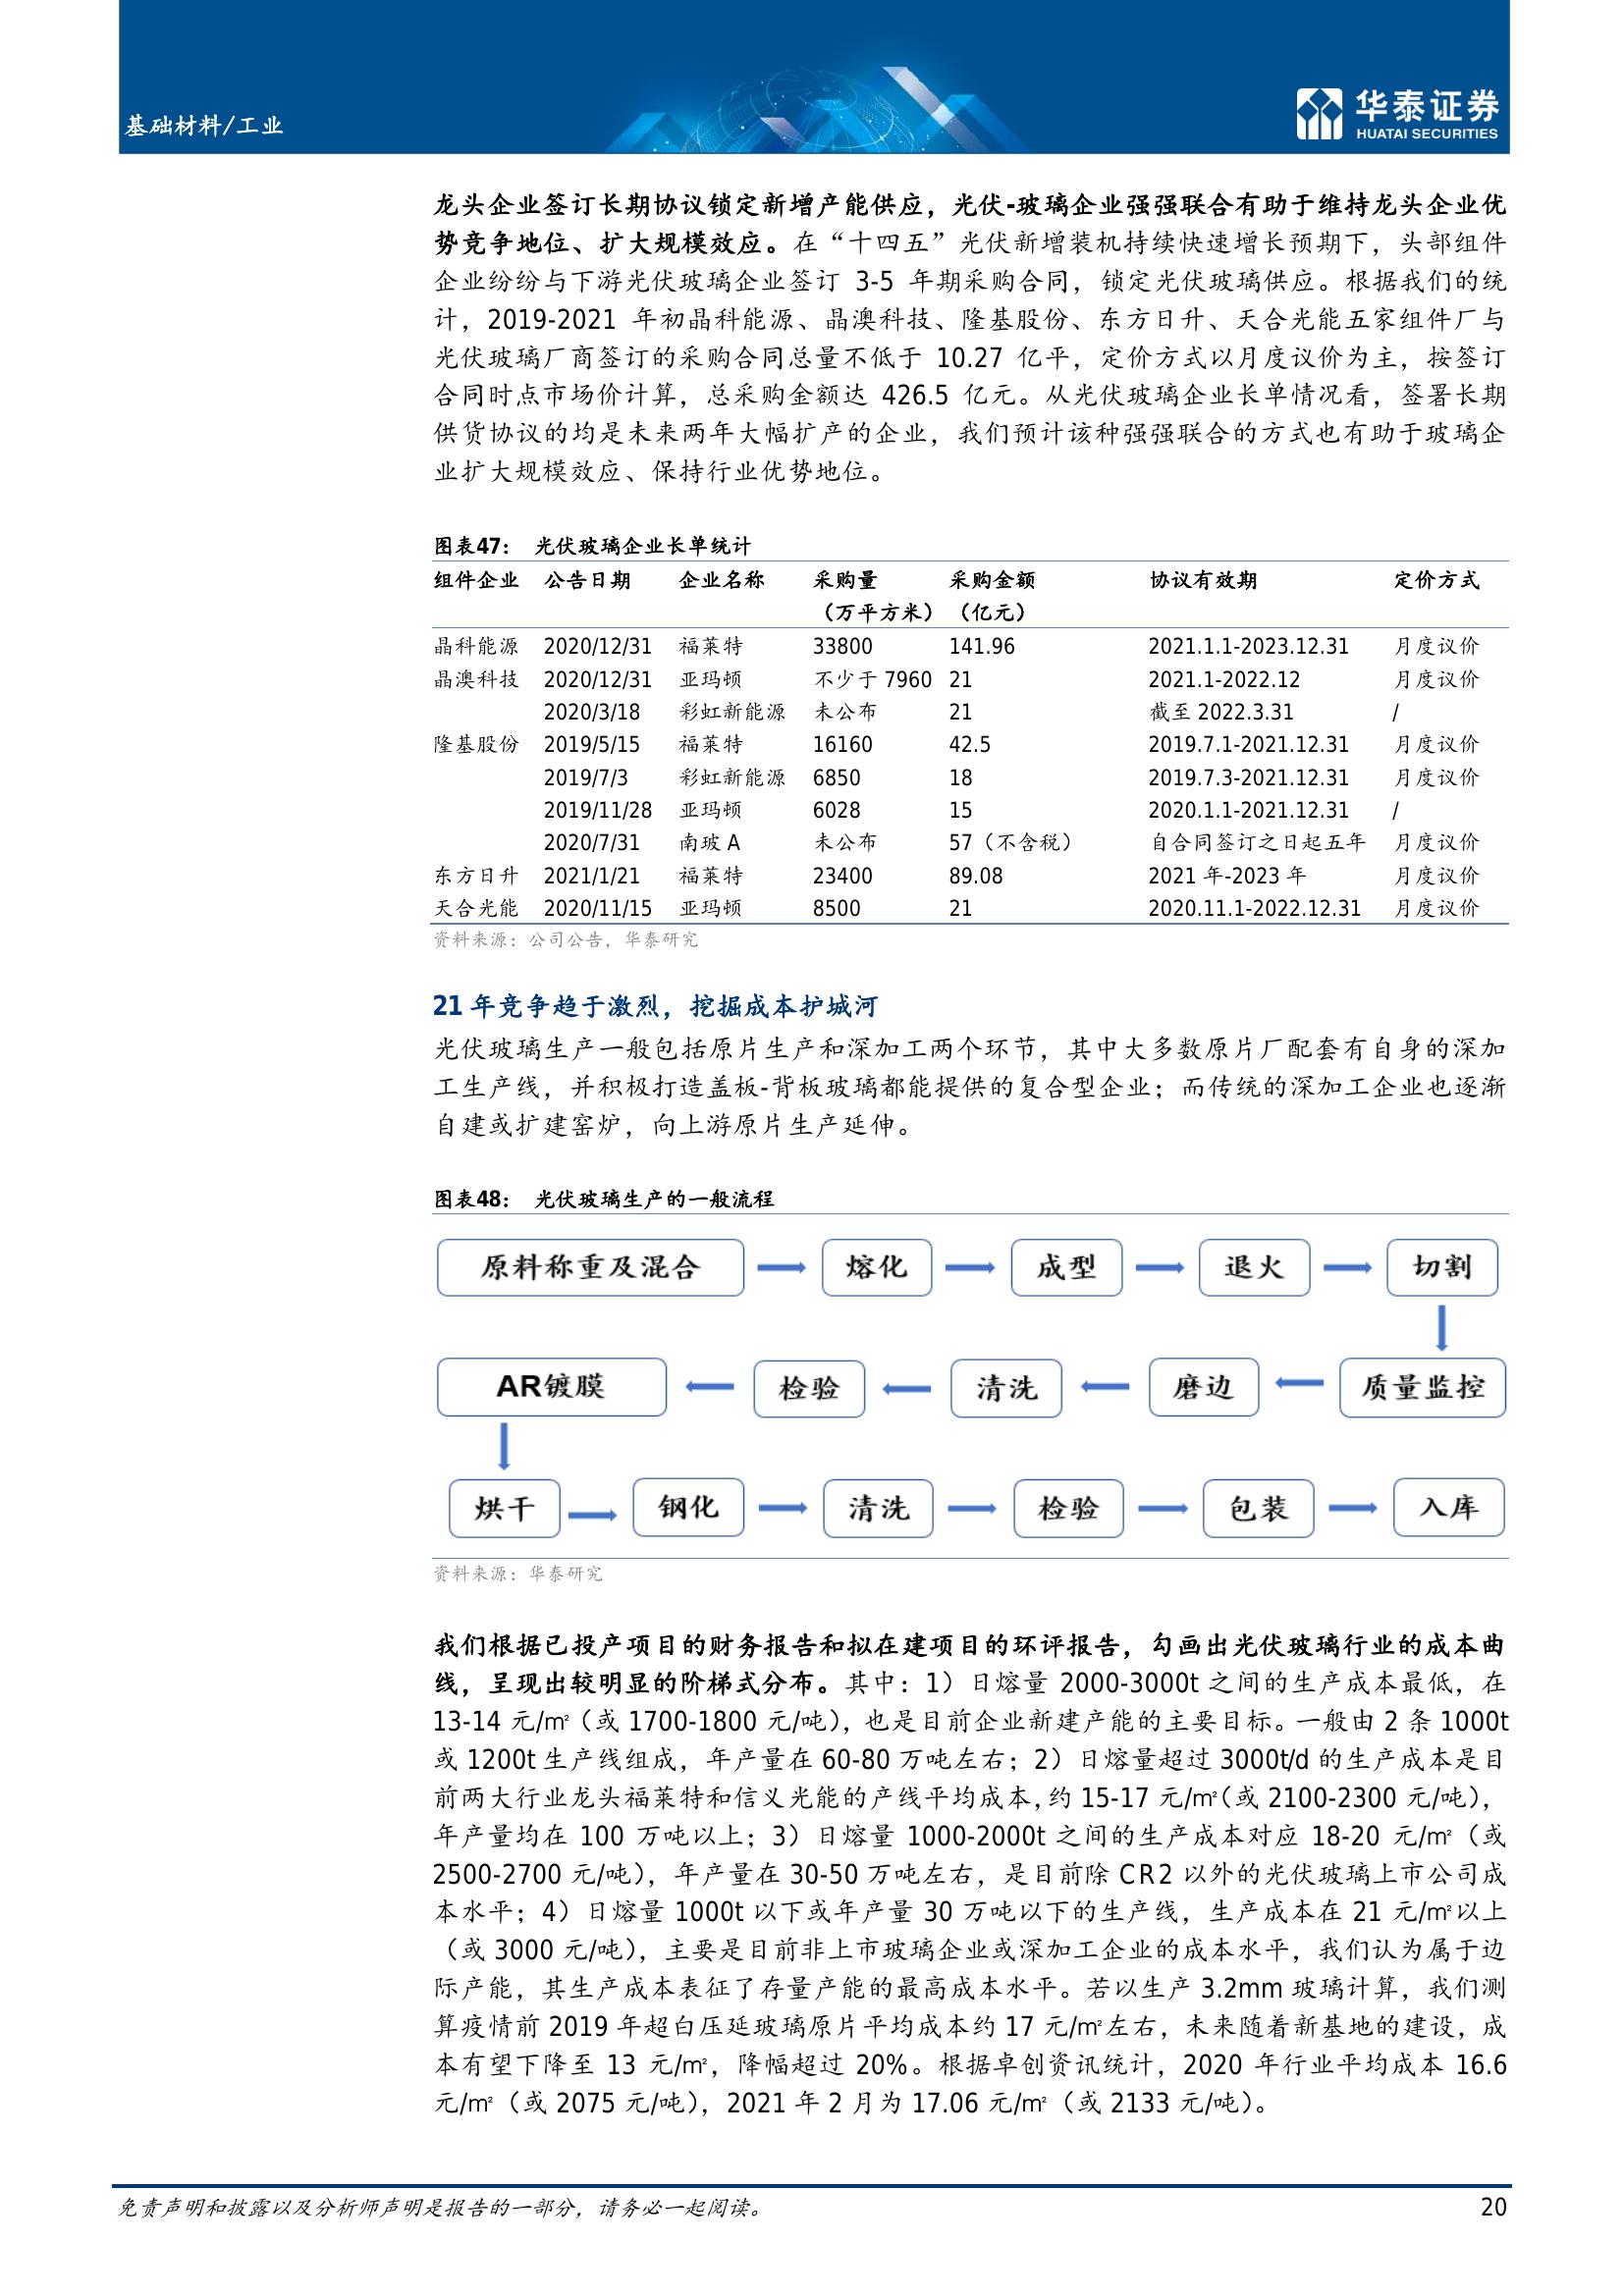 基础材料/工业
华泰证券
HUATAI SECURITIES
龙头企业签订长期协议锁定新增产能供应，光伏-玻璃企业强强联合有助于维持龙头企业优
势竞争地位、扩大规模效应。在“十四五”光伏新增装机持续快速增长预期下，头部组件
企业纷纷与下游光伏玻璃企业签订 3-5 年期采购合同，锁定光伏玻璃供应。根据我们的统
计，2019-2021 年初晶科能源、晶澳科技、隆基股份、东方日升、天合光能五家组件厂与
光伏玻璃厂商签订的采购合同总量不低于 10.27 亿平，定价方式以月度议价为主，按签订
合同时点市场价计算，总采购金额达 426.5 亿元。从光伏玻璃企业长单情况看，签署长期
供货协议的均是未来两年大幅扩产的企业，我们预计该种强强联合的方式也有助于玻璃企
业扩大规模效应、保持行业优势地位。
图表47： 光伏玻璃企业长单统计
组件企业 公告日期 企业名称 采购量 采购金额 协议有效期 定价方式
（万平方米） （亿元）
晶科能源 2020/12/31 福莱特 33800 141.96 2021.1.1-2023.12.31 月度议价
晶澳科技 2020/12/31 亚玛顿 不少于 7960 21 2021.1-2022.12 月度议价
2020/3/18 彩虹新能源 未公布 21 截至 2022.3.31 /
隆基股份 2019/5/15 福莱特 16160 42.5 2019.7.1-2021.12.31 月度议价
2019/7/3 彩虹新能源 6850 18 2019.7.3-2021.12.31 月度议价
2019/11/28 亚玛顿 6028 15 2020.1.1-2021.12.31 /
2020/7/31 南玻 A 未公布 57（不含税） 自合同签订之日起五年 月度议价
东方日升 2021/1/21 福莱特 23400 89.08 2021 年-2023 年 月度议价
天合光能 2020/11/15 亚玛顿 8500 21 2020.11.1-2022.12.31 月度议价
资料来源：公司公告，华泰研究
21 年竞争趋于激烈，挖掘成本护城河
光伏玻璃生产一般包括原片生产和深加工两个环节，其中大多数原片厂配套有自身的深加
工生产线，并积极打造盖板-背板玻璃都能提供的复合型企业；而传统的深加工企业也逐渐
自建或扩建窑炉，向上游原片生产延伸。
图表48： 光伏玻璃生产的一般流程
原料称重及混合 熔化 成型 退火 切割
AR镀膜 检验 清洗 磨边 质量监控
烘干 钢化 清洗 检验 包装 入库
资料来源：华泰研究
我们根据已投产项目的财务报告和拟在建项目的环评报告，勾画出光伏玻璃行业的成本曲
线，呈现出较明显的阶梯式分布。其中：1）日熔量 2000-3000t 之间的生产成本最低，在
13-14 元/㎡（或 1700-1800 元/吨），也是目前企业新建产能的主要目标。一般由 2 条 1000t
或 1200t 生产线组成，年产量在 60-80 万吨左右；2）日熔量超过 3000t/d 的生产成本是目
前两大行业龙头福莱特和信义光能的产线平均成本，约 15-17 元/㎡（或 2100-2300 元/吨），
年产量均在 100 万吨以上；3）日熔量 1000-2000t 之间的生产成本对应 18-20 元/㎡（或
2500-2700 元/吨），年产量在 30-50 万吨左右，是目前除 CR2 以外的光伏玻璃上市公司成
本水平；4）日熔量 1000t 以下或年产量 30 万吨以下的生产线，生产成本在 21 元/㎡以上
（或 3000 元/吨），主要是目前非上市玻璃企业或深加工企业的成本水平，我们认为属于边
际产能，其生产成本表征了存量产能的最高成本水平。若以生产 3.2mm 玻璃计算，我们测
算疫情前 2019 年超白压延玻璃原片平均成本约 17 元/㎡左右，未来随着新基地的建设，成
本有望下降至 13 元/㎡，降幅超过 20%。根据卓创资讯统计，2020 年行业平均成本 16.6
元/㎡（或 2075 元/吨），2021 年 2 月为 17.06 元/㎡（或 2133 元/吨）。
免责声明和披露以及分析师声明是报告的一部分，请务必一起阅读。 20